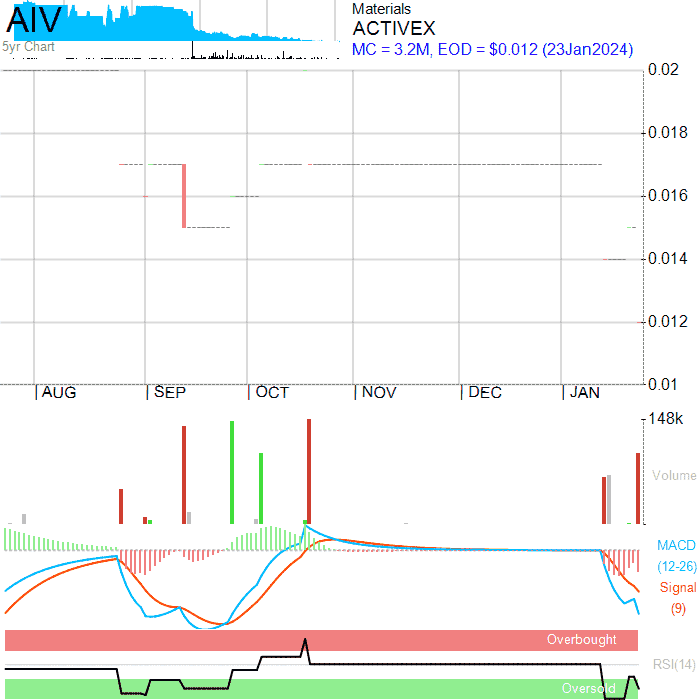 AIV
5yr Chart
Materials
ACTIVEX
MC = 3.2M, EOD = $0.012 (23Jan2024)
0.02
0.018
0.016
0.014
0.012
0.01
AUG SEP OCT NOV DEC JAN
148k
Volume
MACD
(12-26)
Signal
(9)
Overbought
RSI(14)
Oversold